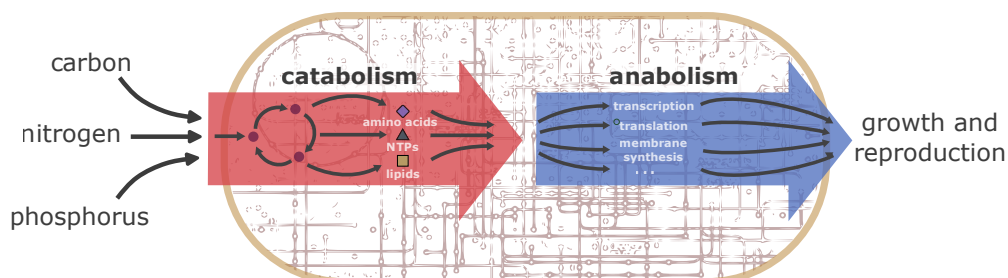 carbon
nitrogen
phosphorus
catabolism
amino acids
NTPs
lipids
anabolism
transcription
translation
membrane
synthesis
...
growth and
reproduction